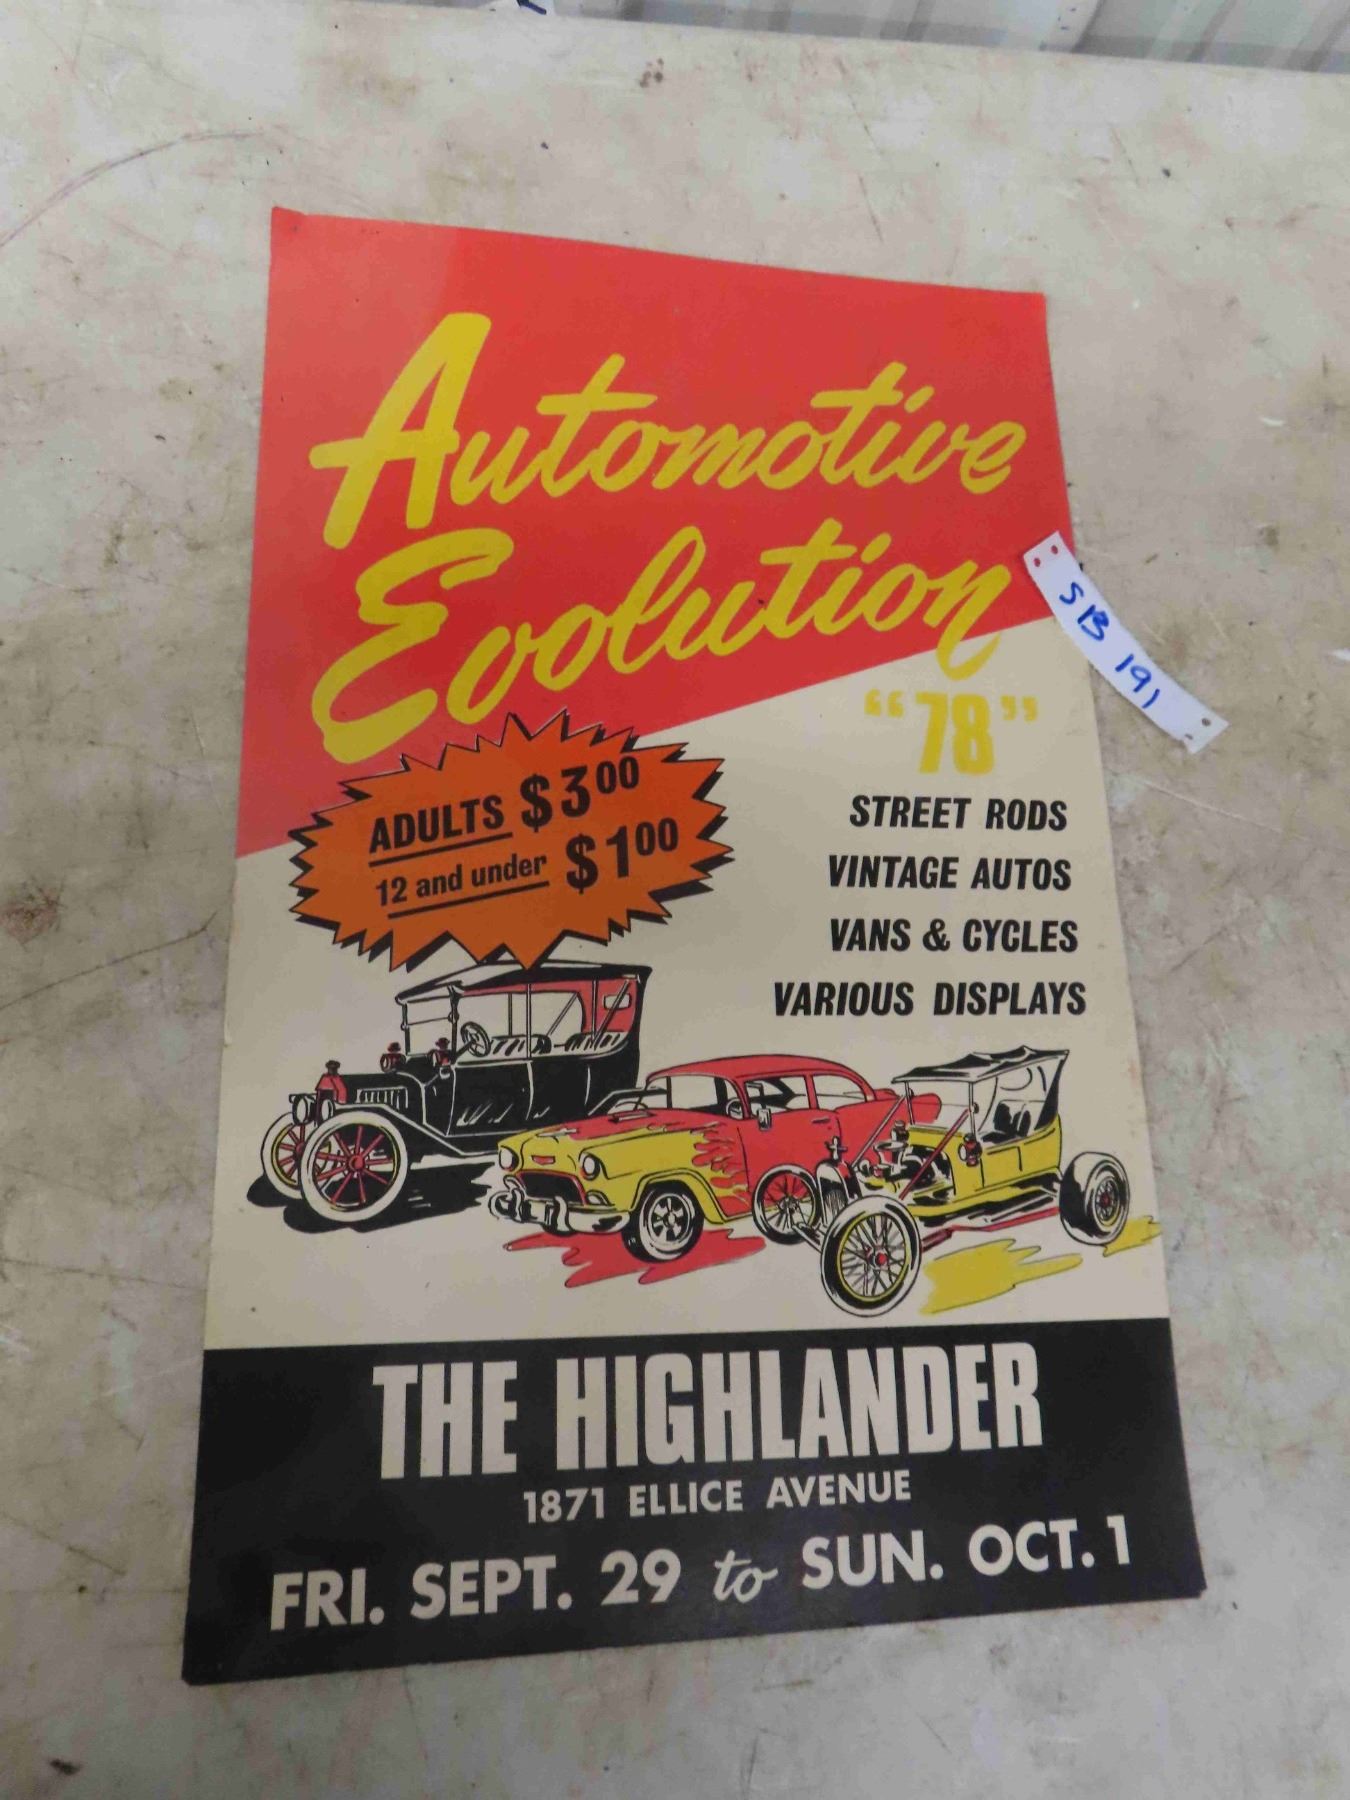 Automotive
Evolution
"78"
ADULTS $3.00
12 and under $1.00
STREET RODS
VINTAGE AUTOS
VANS & CYCLES
VARIOUS DISPLAYS
THE HIGHLANDER
1871 ELLICE AVENUE
FRI. SEPT. 29 to SUN. OCT. 1
SB 191